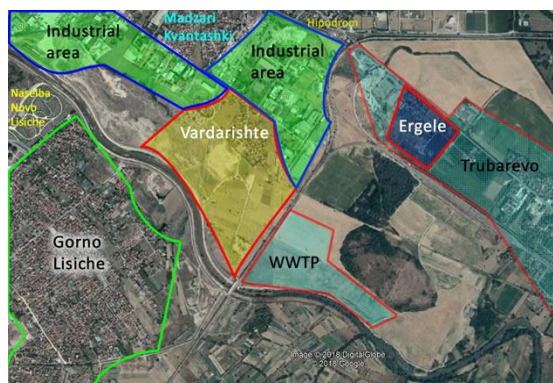 Madzari
Kvantashki
Hipodrom
Industrial
area
Industrial
area
Naselba
Novo
Lisiche
Vardarishte
Ergele
Trubarevo
Gorno
Lisiche
WWTP
Image © 2018 DigitalGlobe
© 2018 Google